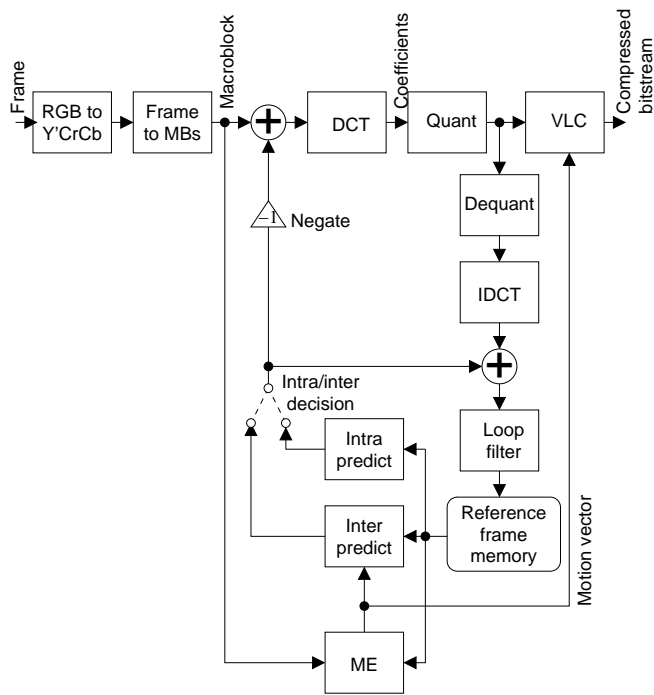 Frame
RGB to
Y'CrCb
Frame
to MBs
Macroblock
DCT
Coefficients
Quant
VLC
Compressed
bitstream
−1
Negate
Dequant
IDCT
Intra/inter
decision
Loop
filter
Intra
predict
Inter
predict
Reference
frame
memory
Motion vector
ME